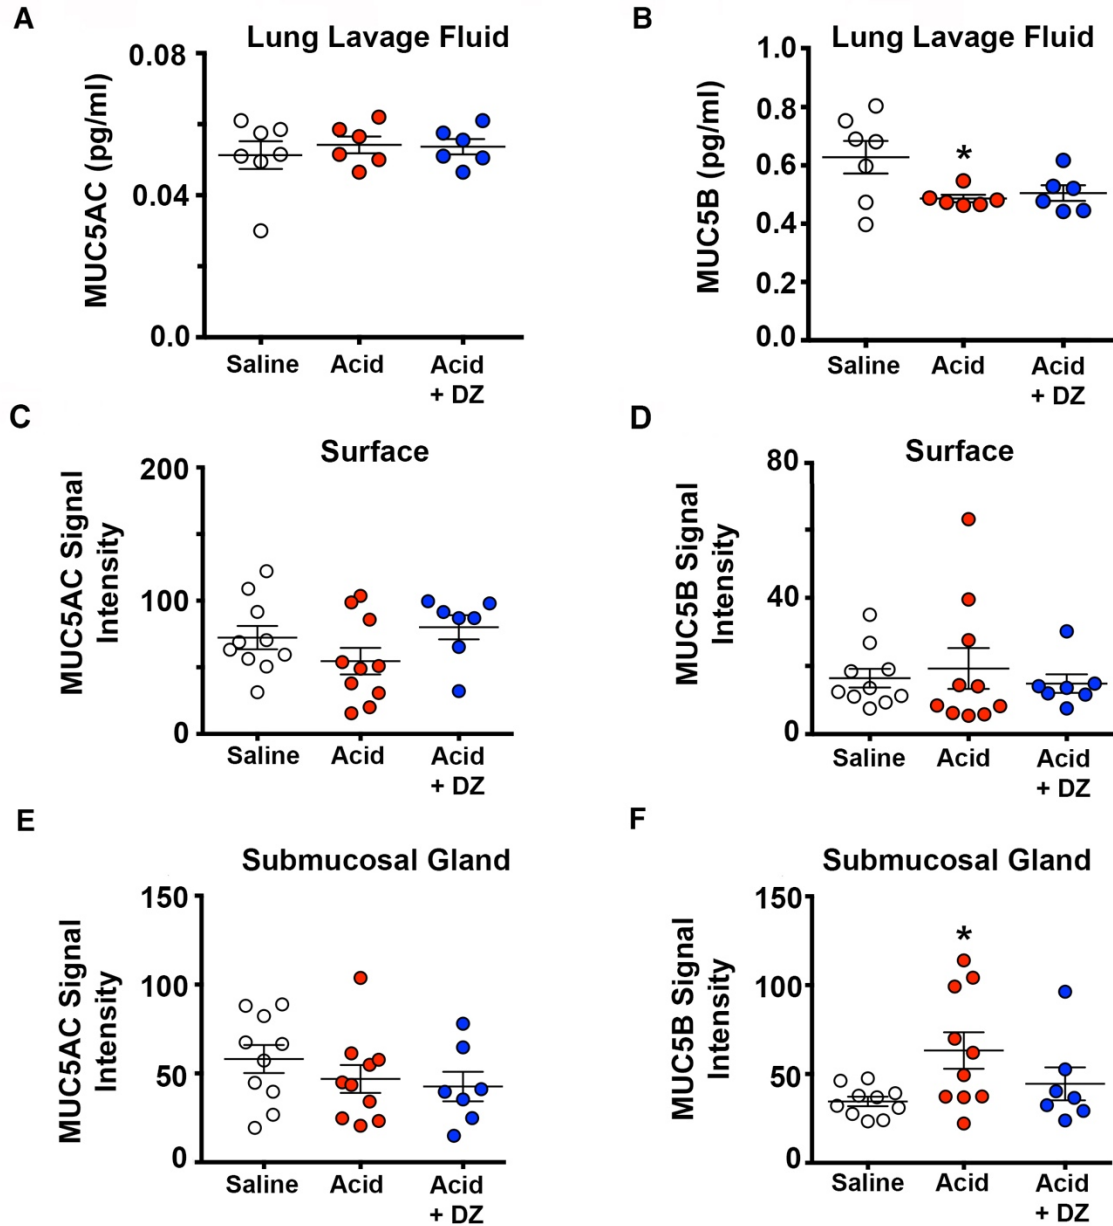 A
Lung Lavage Fluid
MUC5AC (pg/ml)
0.08
0.04
0.0
Saline
Acid
Acid
+ DZ
B
Lung Lavage Fluid
MUC5B (pg/ml)
1.0
0.8
0.6
0.4
0.2
0.0
*
Saline
Acid
Acid
+ DZ
C
Surface
MUC5AC Signal
Intensity
200
100
0
Saline
Acid
Acid
+ DZ
D
Surface
MUC5B Signal
Intensity
80
40
0
Saline
Acid
Acid
+ DZ
E
Submucosal Gland
MUC5AC Signal
Intensity
150
100
50
0
Saline
Acid
Acid
+ DZ
F
Submucosal Gland
MUC5B Signal
Intensity
150
100
50
0
*
Saline
Acid
Acid
+ DZ